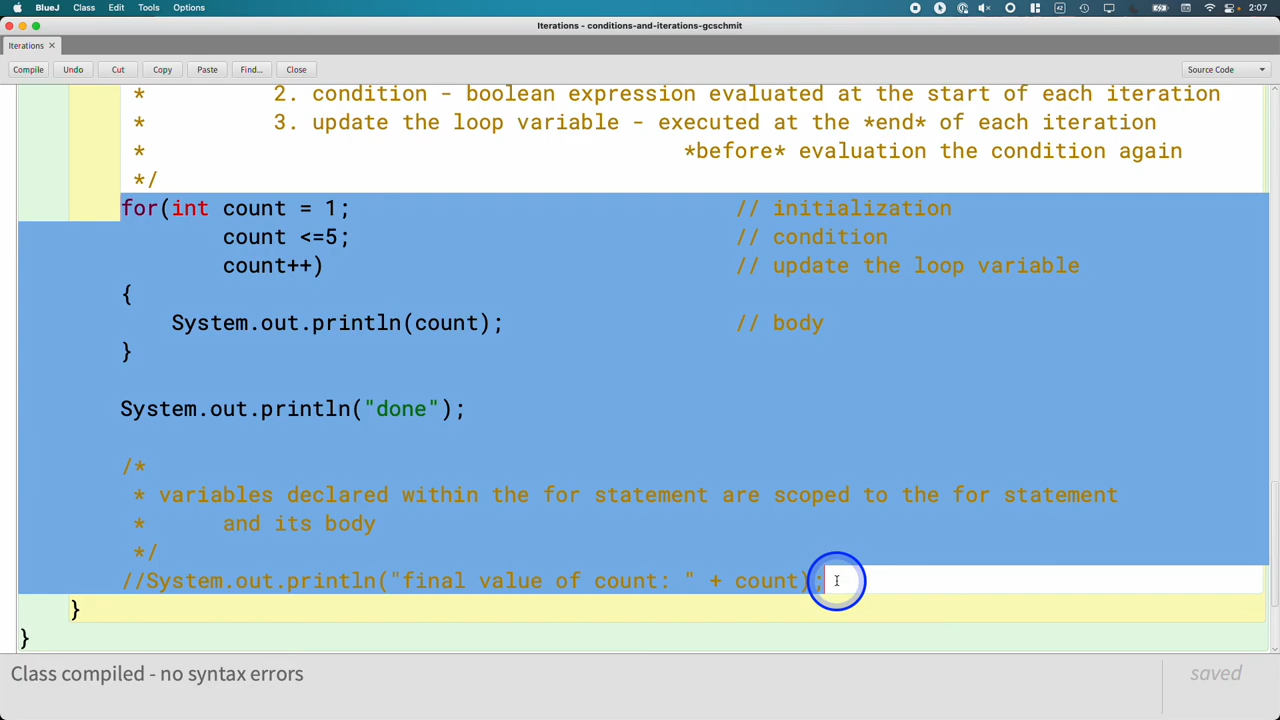 BlueJ Class Edit Tools Options 42 2:07
Iterations - conditions-and-iterations-gcschmit
Iterations ×
Compile Undo Cut Copy Paste Find... Close Source Code
* 2. condition - boolean expression evaluated at the start of each iteration
* 3. update the loop variable - executed at the *end* of each iteration
* *before* evaluation the condition again
*/
for(int count = 1; // initialization
count <=5; // condition
count++) // update the loop variable
{
System.out.println(count); // body
}
System.out.println("done");
/*
* variables declared within the for statement are scoped to the for statement
* and its body
*/
//System.out.println("final value of count: " + count);
}
}
Class compiled - no syntax errors saved